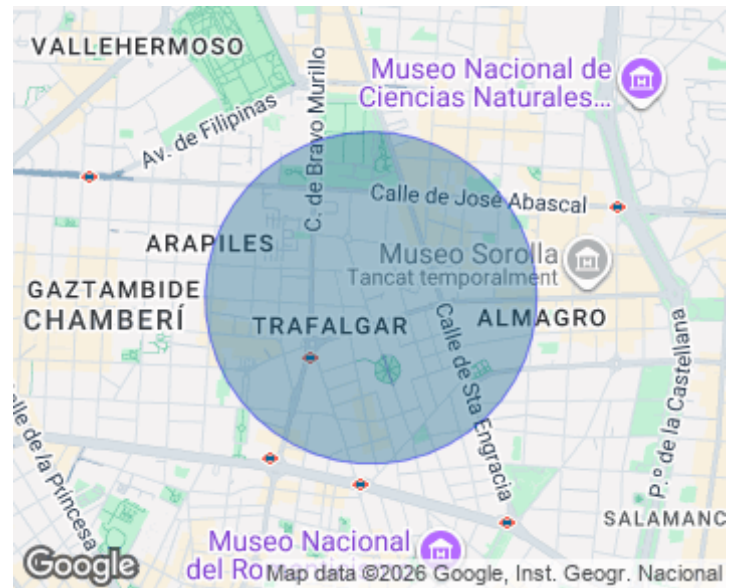 VALLEHERMOSO
Museo Nacional de
Ciencias Naturales...
Av. de Filipinas
C. de Bravo Murillo
Calle de José Abascal
ARAPILES
Museo Sorolla
Tancat temporalment
GAZTAMBIDE
CHAMBERÍ
TRAFALGAR
ALMAGRO
Calle de Sta Engracia
P.º de la Castellana
lle de la Princesa
SALAMANC
Museo Nacional
del Ro
Google
Map data ©2026 Google, Inst. Geogr. Nacional